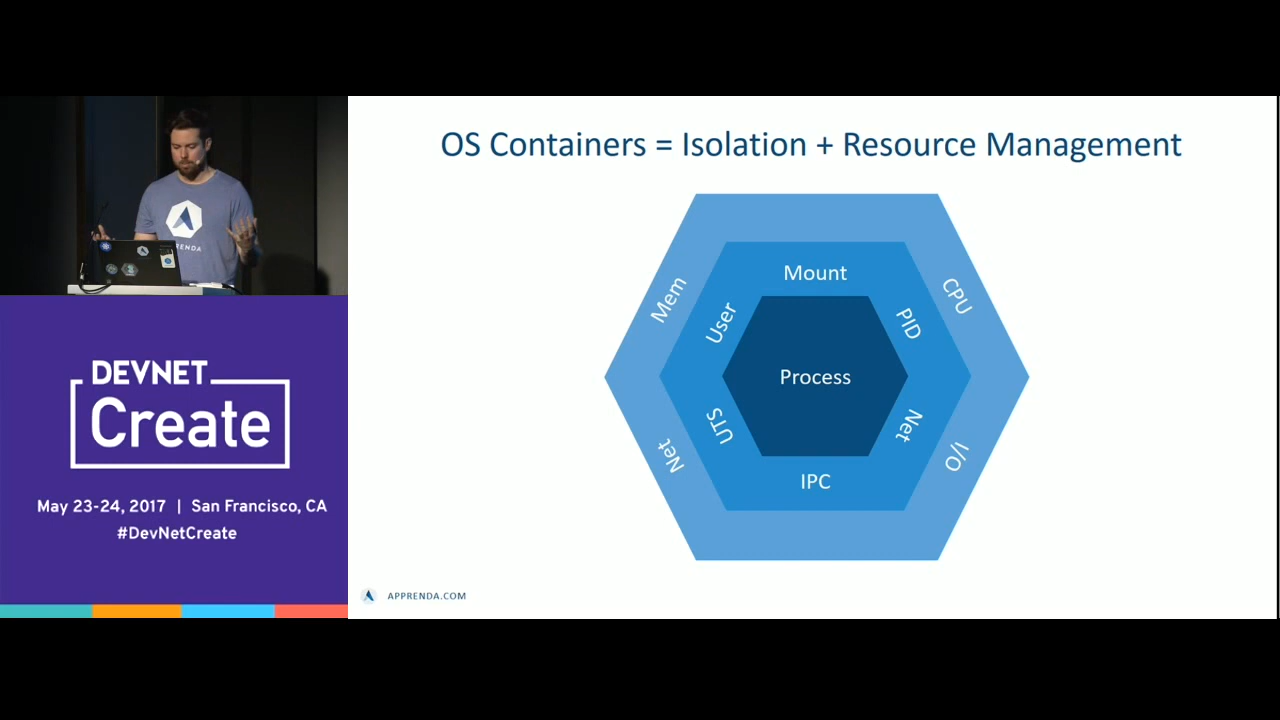 OS Containers = Isolation + Resource Management
Mount
Mem
CPU
User
PID
Process
UTS
Net
Net
I/O
IPC
APPRENDA.COM
RENDA
DEVNET
Create
May 23-24, 2017 | San Francisco, CA
#DevNetCreate